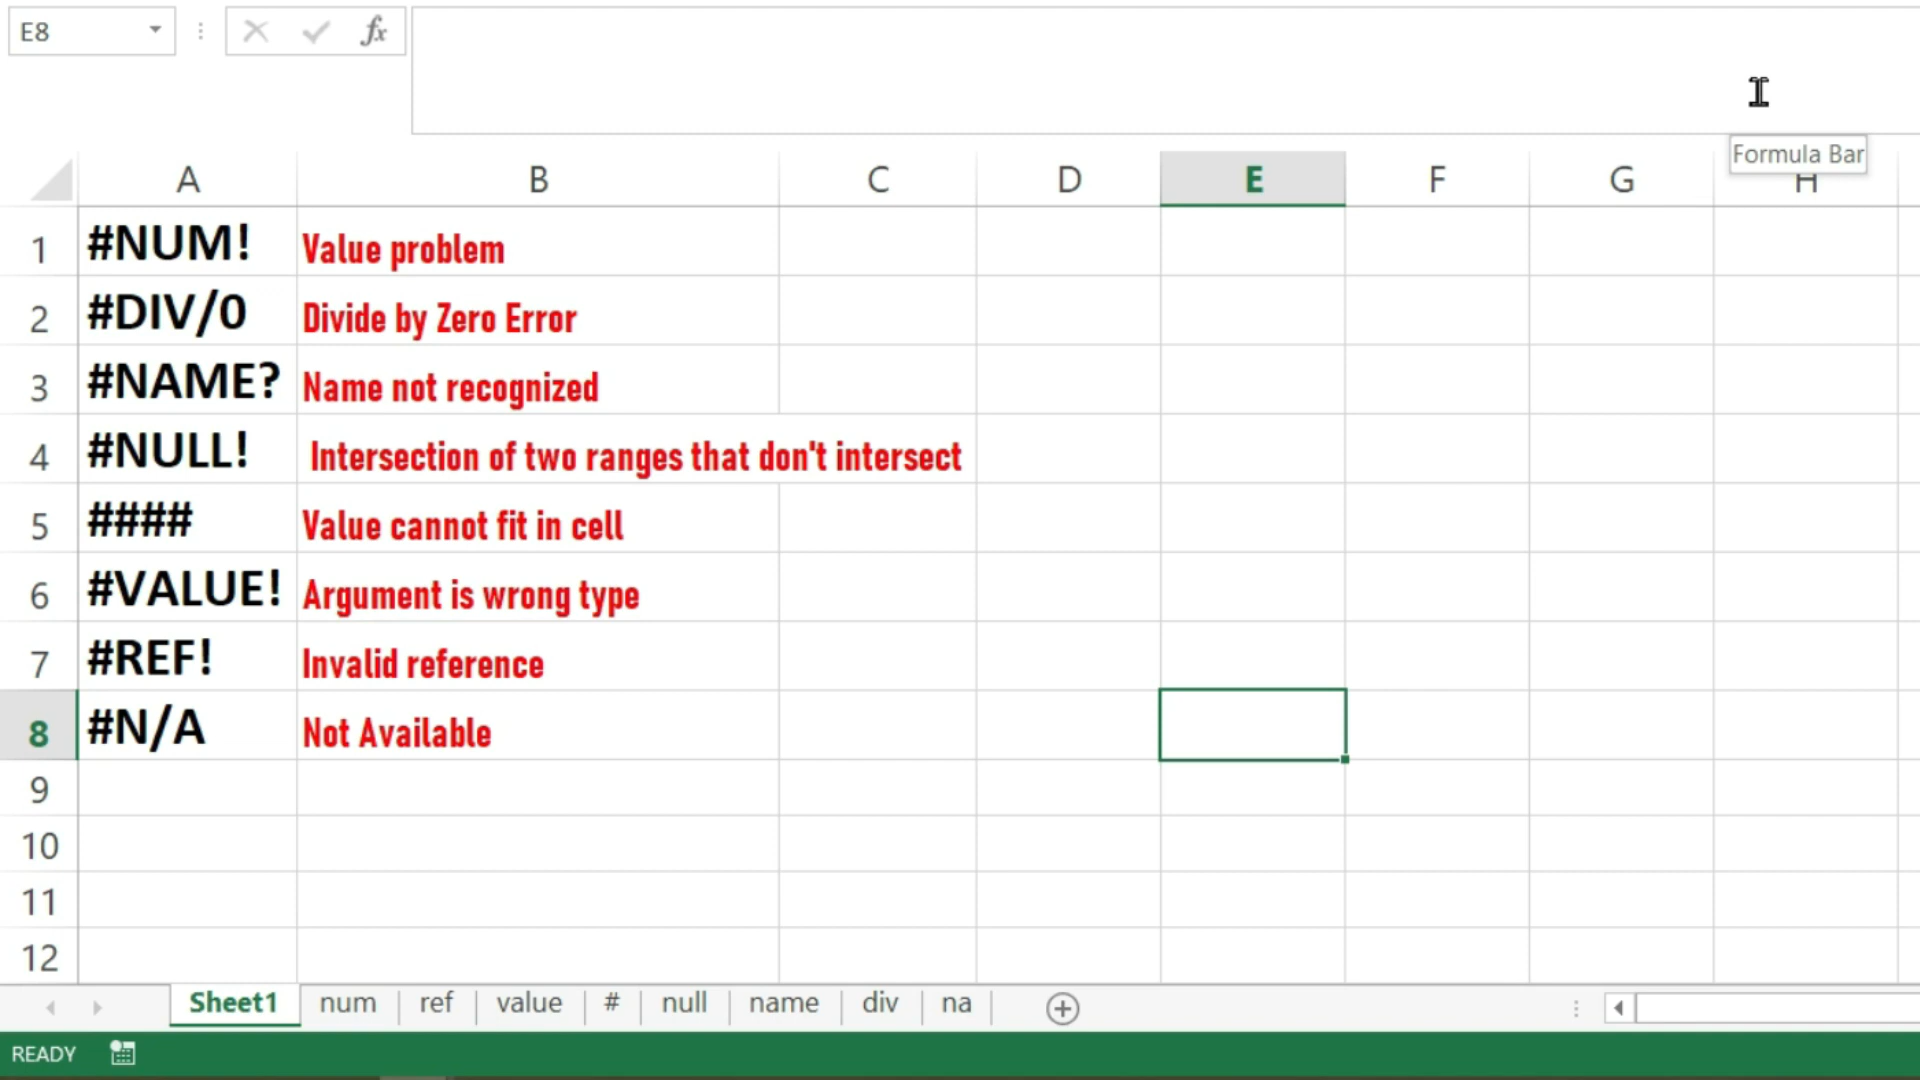 E8 fx
Formula Bar
A B C D E F G H
1 #NUM! Value problem
2 #DIV/0 Divide by Zero Error
3 #NAME? Name not recognized
4 #NULL! Intersection of two ranges that don't intersect
5 #### Value cannot fit in cell
6 #VALUE! Argument is wrong type
7 #REF! Invalid reference
8 #N/A Not Available
9
10
11
12
Sheet1 num ref value # null name div na
READY